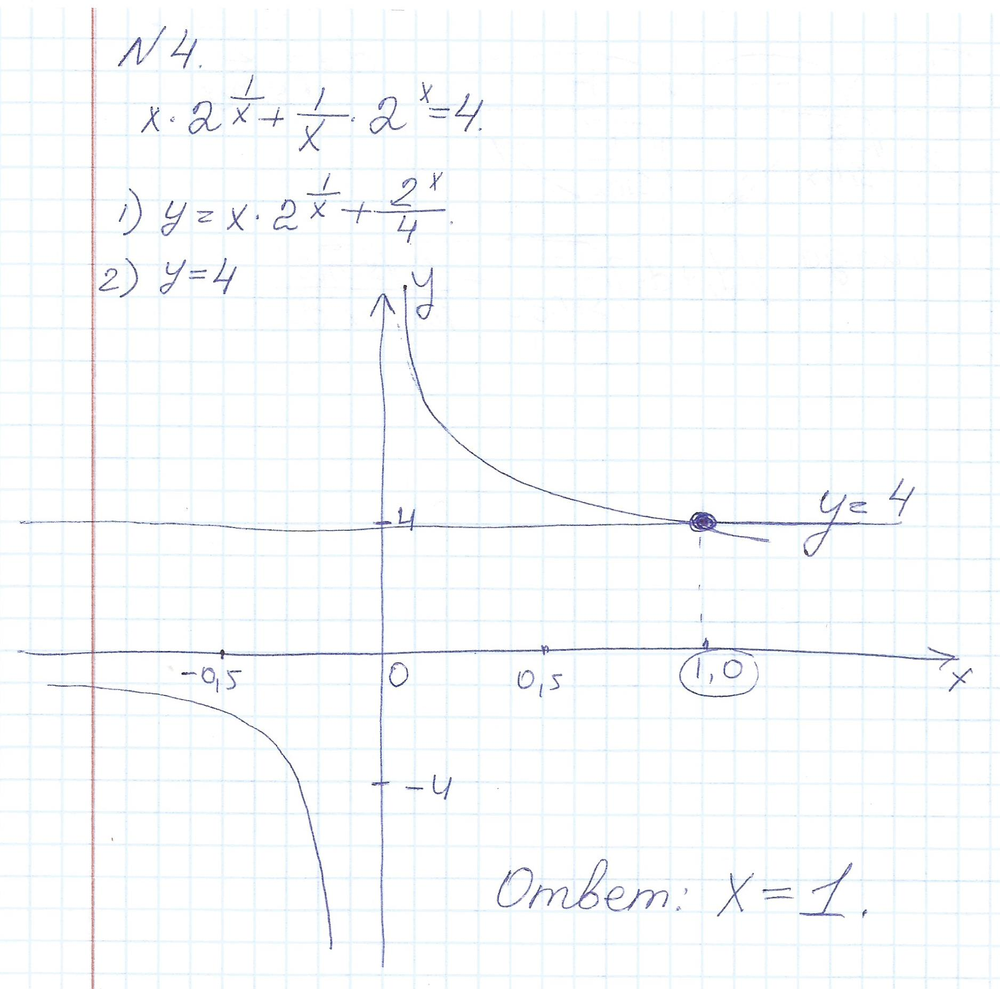 N 4.
x · 2^(1/x) + 1/x · 2^x = 4.
1) y = x · 2^(1/x) + 2^x/4.
2) y = 4
y
4
y = 4
-0,5 0 0,5 1,0 x
-4
Ответ: x = 1.